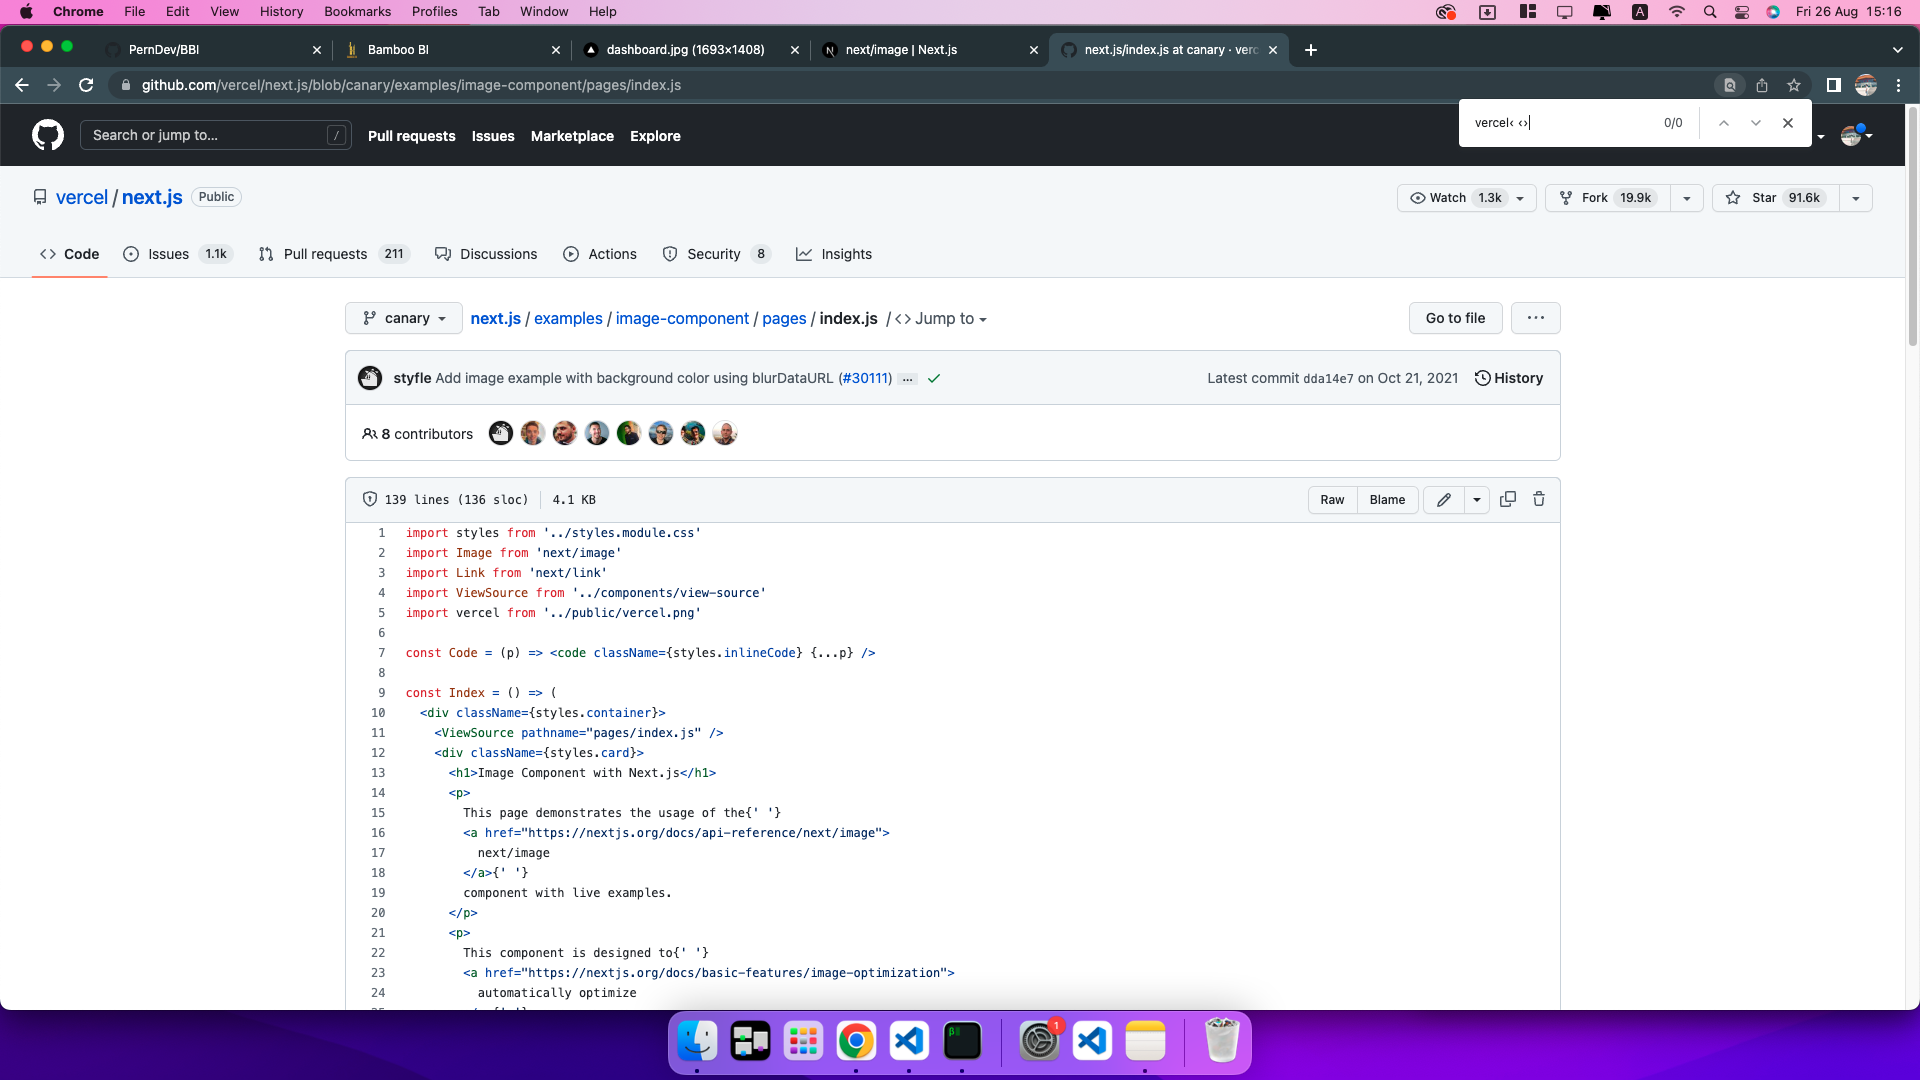 Chrome File Edit View History Bookmarks Profiles Tab Window Help A Fri 26 Aug 15:16
PernDev/BBI Bamboo BI dashboard.jpg (1693×1408) next/image | Next.js next.js/index.js at canary · verc
github.com/vercel/next.js/blob/canary/examples/image-component/pages/index.js
vercel‹ ‹› 0/0
Search or jump to... / Pull requests Issues Marketplace Explore
vercel / next.js Public Watch 1.3k Fork 19.9k Star 91.6k
Code Issues 1.1k Pull requests 211 Discussions Actions Security 8 Insights
canary next.js / examples / image-component / pages / index.js / <> Jump to Go to file ...
styfle Add image example with background color using blurDataURL (#30111) ... Latest commit dda14e7 on Oct 21, 2021 History
8 contributors
139 lines (136 sloc) 4.1 KB Raw Blame
1 import styles from '../styles.module.css'
2 import Image from 'next/image'
3 import Link from 'next/link'
4 import ViewSource from '../components/view-source'
5 import vercel from '../public/vercel.png'
6
7 const Code = (p) => <code className={styles.inlineCode} {...p} />
8
9 const Index = () => (
10 <div className={styles.container}>
11 <ViewSource pathname="pages/index.js" />
12 <div className={styles.card}>
13 <h1>Image Component with Next.js</h1>
14 <p>
15 This page demonstrates the usage of the{' '}
16 <a href="https://nextjs.org/docs/api-reference/next/image">
17 next/image
18 </a>{' '}
19 component with live examples.
20 </p>
21 <p>
22 This component is designed to{' '}
23 <a href="https://nextjs.org/docs/basic-features/image-optimization">
24 automatically optimize
1